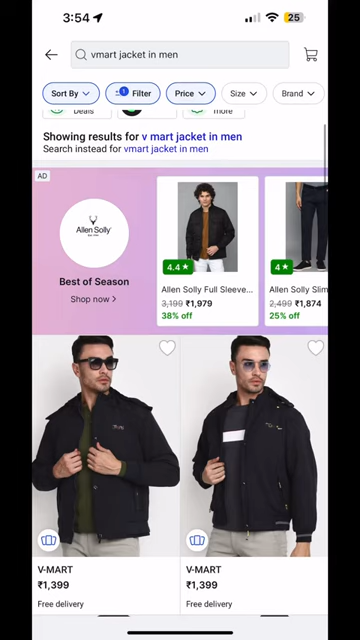 3:54
25
vmart jacket in men
Sort By
1
Filter
Price
Size
Brand
Deals
more
Showing results for v mart jacket in men
Search instead for vmart jacket in men
AD
Allen Solly
Best of Season
Shop now >
4.4 ★
Allen Solly Full Sleeve...
3,199 ₹1,979
38% off
4 ★
Allen Solly Slim
2,499 ₹1,874
25% off
V-MART
₹1,399
Free delivery
V-MART
₹1,399
Free delivery